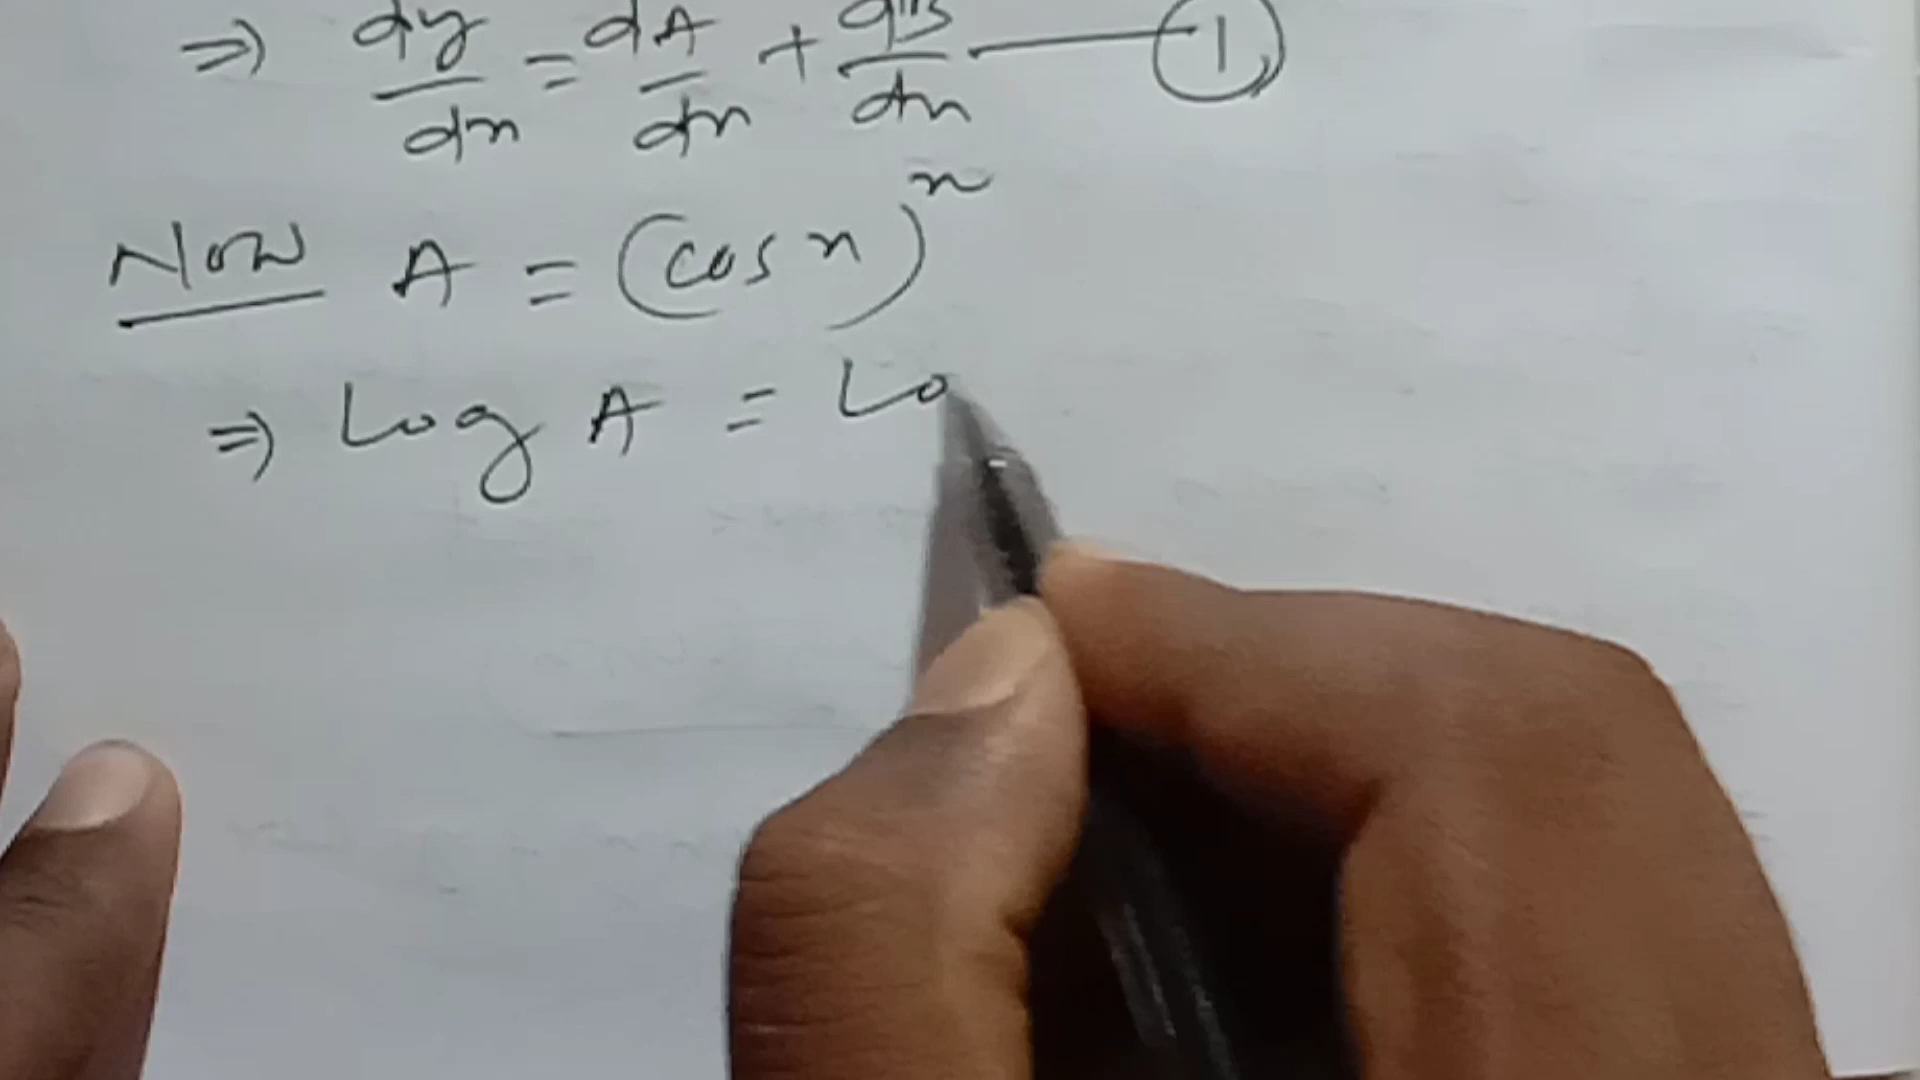 ⇒ dy/dx = dA/dx + dB/dx — ①
Now A = (cos x)^x
⇒ Log A = Lo